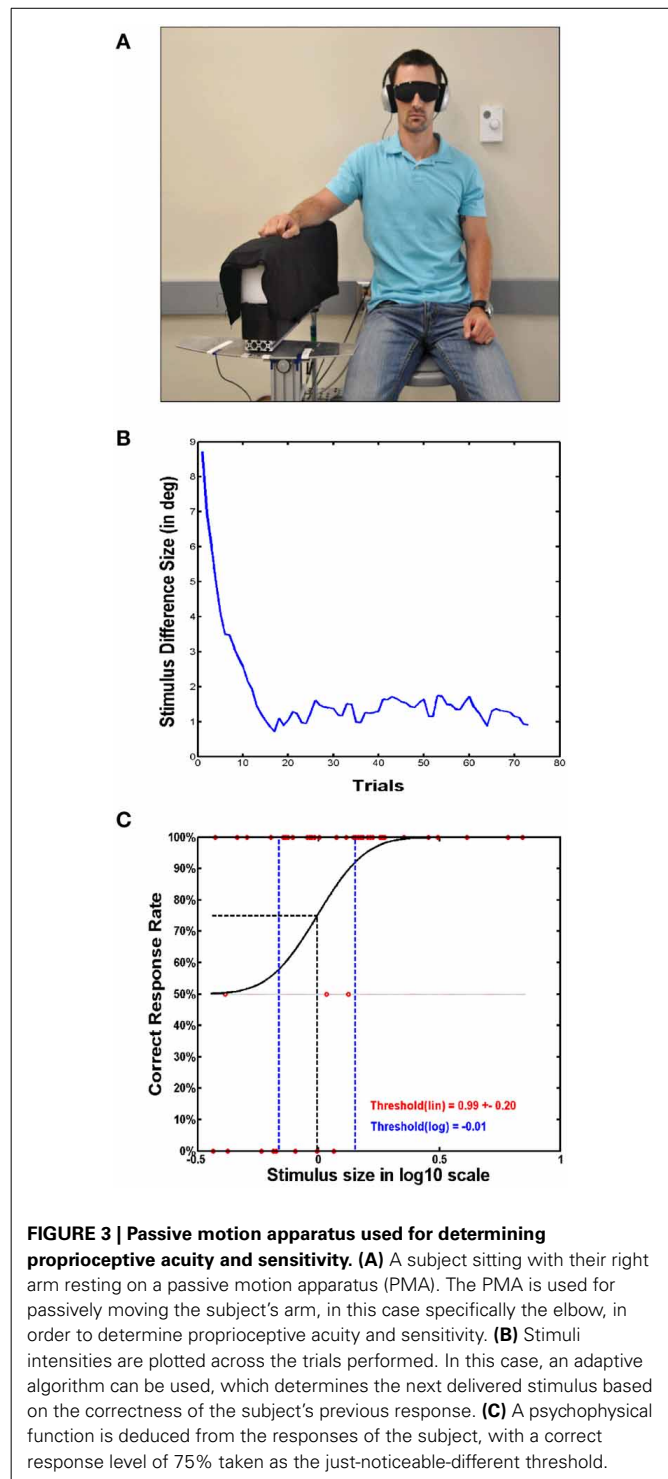 A
B
9
8
7
6
5
4
3
2
1
0
Stimulus Difference Size (in deg)
0 10 20 30 40 50 60 70 80
Trials
C
100%
90%
80%
70%
60%
50%
40%
30%
20%
10%
0%
Correct Response Rate
Threshold(lin) = 0.99 +- 0.20
Threshold(log) = -0.01
-0.5 0 0.5 1
Stimulus size in log10 scale
FIGURE 3 | Passive motion apparatus used for determining
proprioceptive acuity and sensitivity. (A) A subject sitting with their right
arm resting on a passive motion apparatus (PMA). The PMA is used for
passively moving the subject's arm, in this case specifically the elbow, in
order to determine proprioceptive acuity and sensitivity. (B) Stimuli
intensities are plotted across the trials performed. In this case, an adaptive
algorithm can be used, which determines the next delivered stimulus based
on the correctness of the subject's previous response. (C) A psychophysical
function is deduced from the responses of the subject, with a correct
response level of 75% taken as the just-noticeable-different threshold.